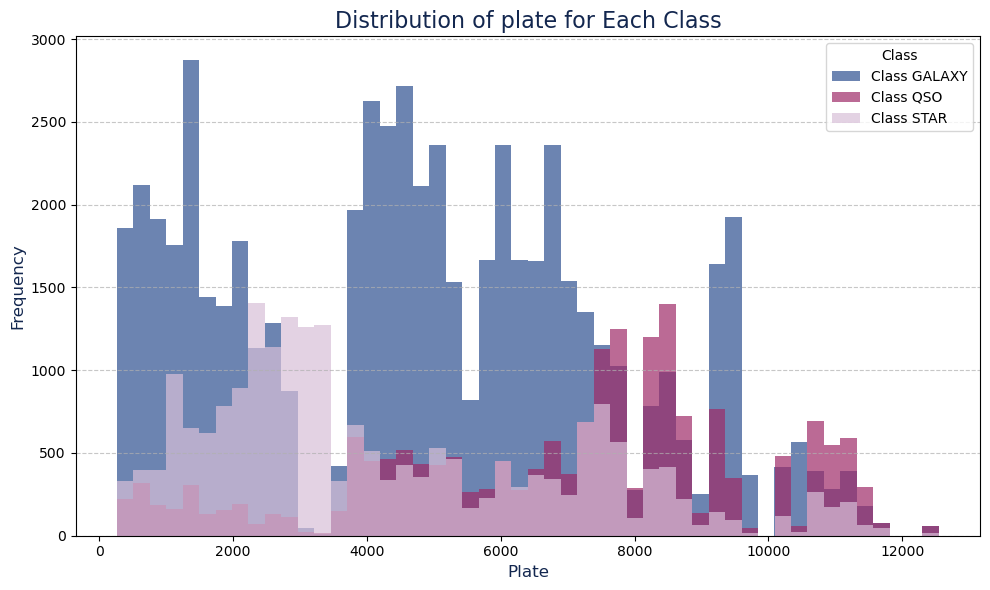 Distribution of plate for Each Class
3000
2500
2000
1500
1000
500
0
Frequency
Class
Class GALAXY
Class QSO
Class STAR
0 2000 4000 6000 8000 10000 12000
Plate